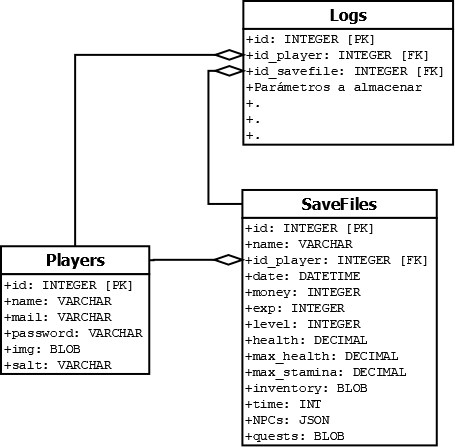 Logs
+id: INTEGER [PK]
+id_player: INTEGER [FK]
+id_savefile: INTEGER [FK]
+Parámetros a almacenar
+.
+.
+.
SaveFiles
+id: INTEGER [PK]
+name: VARCHAR
+id_player: INTEGER [FK]
+date: DATETIME
+money: INTEGER
+exp: INTEGER
+level: INTEGER
+health: DECIMAL
+max_health: DECIMAL
+max_stamina: DECIMAL
+inventory: BLOB
+time: INT
+NPCs: JSON
+quests: BLOB
Players
+id: INTEGER [PK]
+name: VARCHAR
+mail: VARCHAR
+password: VARCHAR
+img: BLOB
+salt: VARCHAR